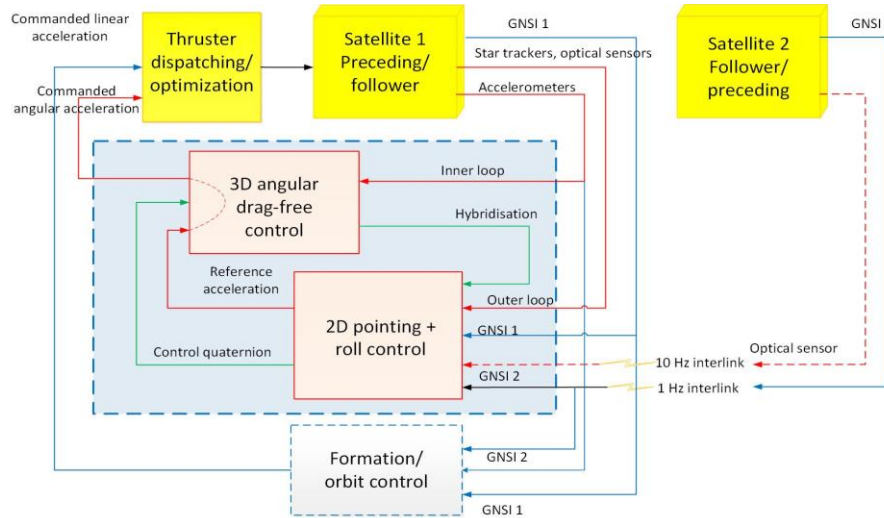 Commanded linear
acceleration
Thruster
dispatching/
optimization
Satellite 1
Preceding/
follower
GNSI 1
Star trackers, optical sensors
Accelerometers
Satellite 2
Follower/
preceding
GNSI
Commanded
angular acceleration
3D angular
drag-free
control
Inner loop
Hybridisation
Reference
acceleration
2D pointing +
roll control
Outer loop
GNSI 1
Control quaternion
10 Hz interlink
Optical sensor
GNSI 2
1 Hz interlink
Formation/
orbit control
GNSI 2
GNSI 1